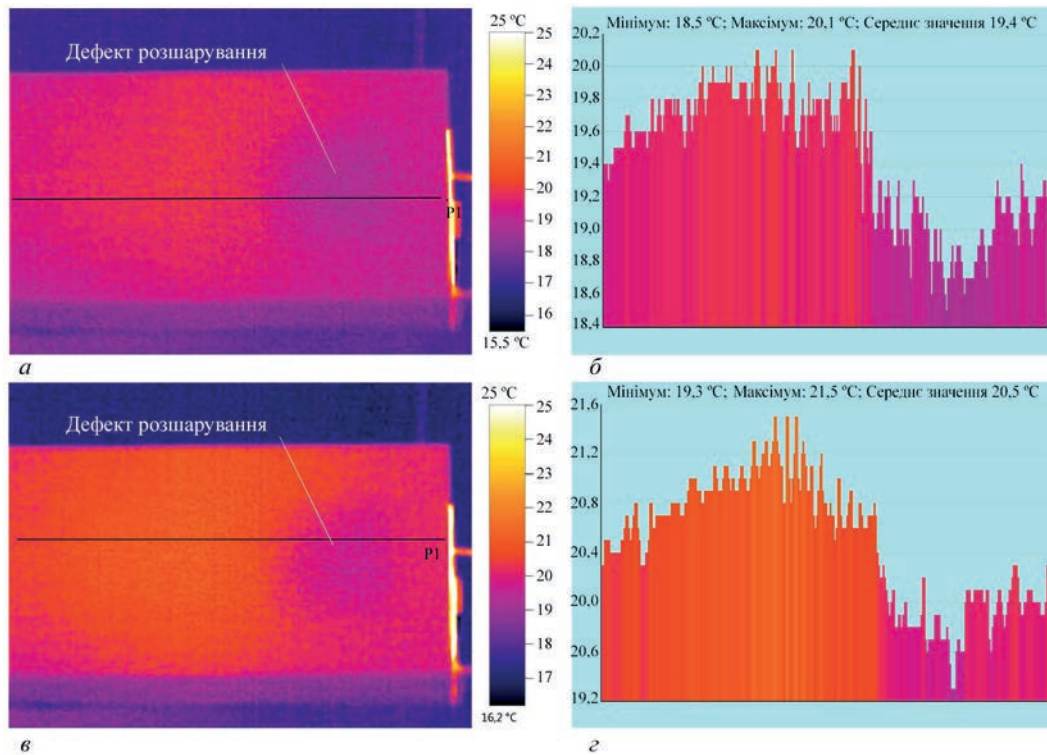 25 °C
Дефект розшарування
25
24
23
22
21
20
19
18
17
16
15,5 °C
P1
а
Мінімум: 18,5 °C; Максімум: 20,1 °C; Середнє значення 19,4 °C
20,2
20,0
19,8
19,6
19,4
19,2
19,0
18,8
18,6
18,4
б
25 °C
Дефект розшарування
25
24
23
22
21
20
19
18
17
16,2 °C
P1
в
Мінімум: 19,3 °C; Максімум: 21,5 °C; Середнє значення 20,5 °C
21,6
21,2
20,8
20,4
20,0
20,6
19,2
г